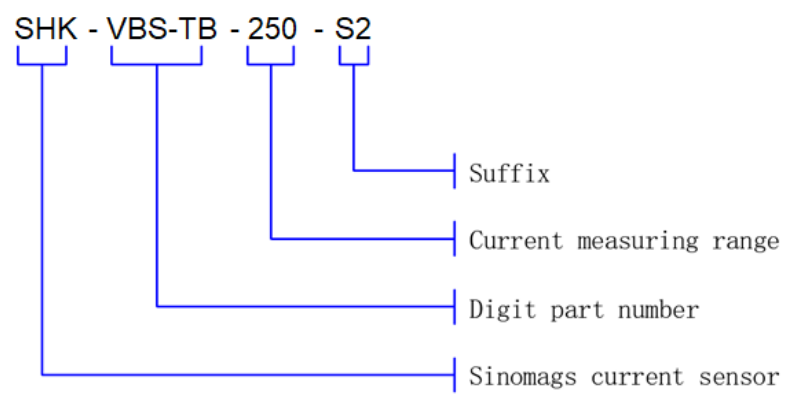 SHK - VBS-TB - 250 - S2
Suffix
Current measuring range
Digit part number
Sinomags current sensor